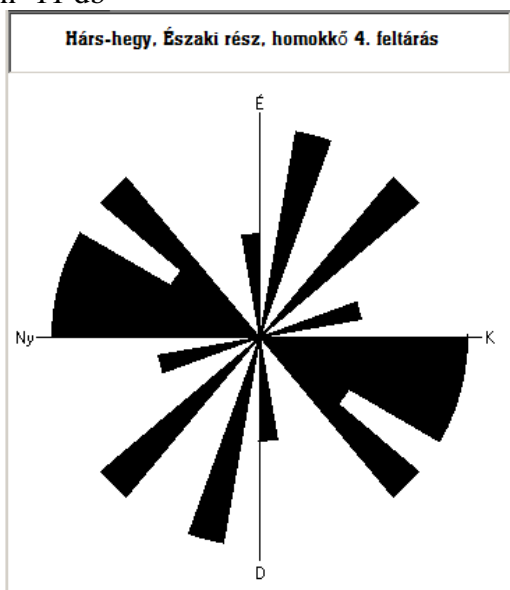 Hárs-hegy, Északi rész, homokkő 4. feltárás
É
Ny
K
D